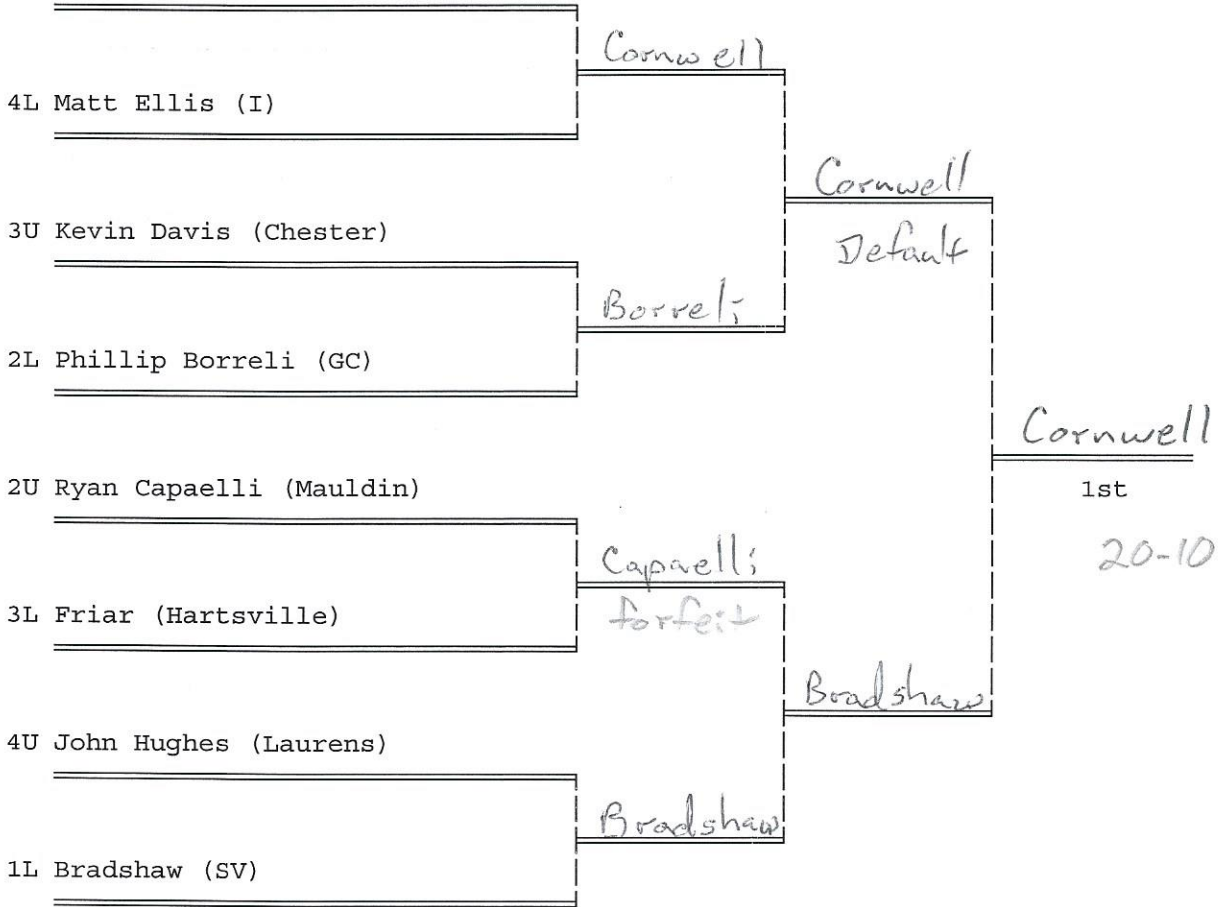 Cornwell
4L Matt Ellis (I)
Cornwell
3U Kevin Davis (Chester)
Default
Borreli
2L Phillip Borreli (GC)
Cornwell
2U Ryan Capaelli (Mauldin)
1st
20-10
Capaelli
3L Friar (Hartsville)
forfeit
Bradshaw
4U John Hughes (Laurens)
Bradshaw
1L Bradshaw (SV)